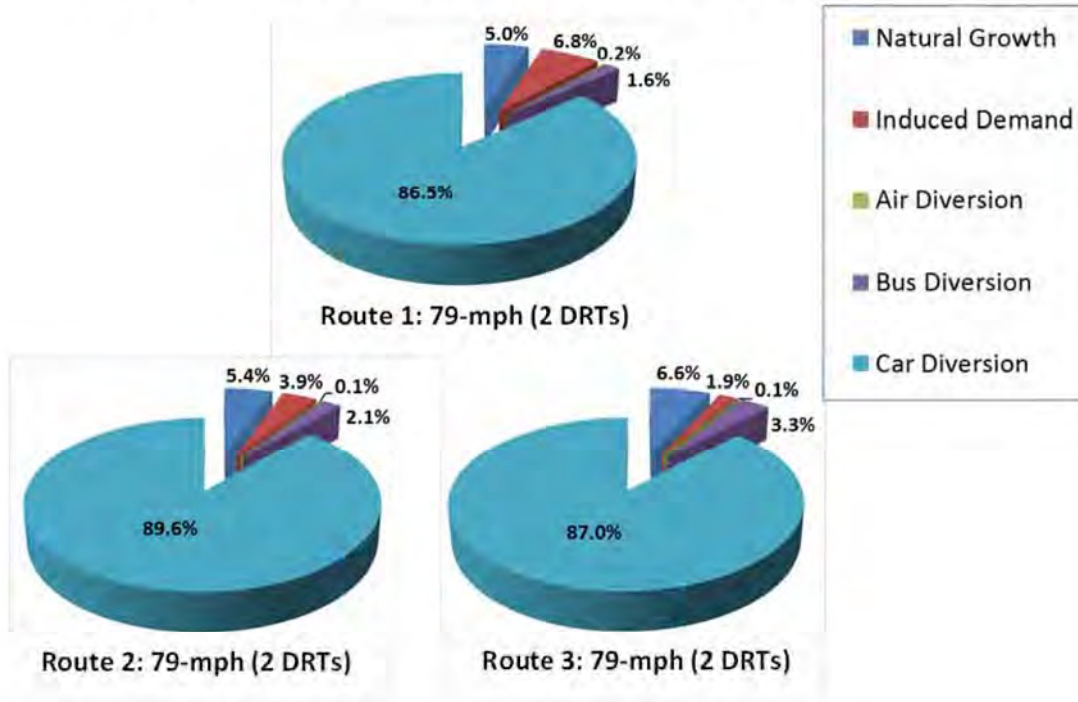 5.0%
6.8%
0.2%
1.6%
86.5%
Route 1: 79-mph (2 DRTs)
Natural Growth
Induced Demand
Air Diversion
Bus Diversion
Car Diversion
5.4%
3.9%
0.1%
2.1%
89.6%
Route 2: 79-mph (2 DRTs)
6.6%
1.9%
0.1%
3.3%
87.0%
Route 3: 79-mph (2 DRTs)